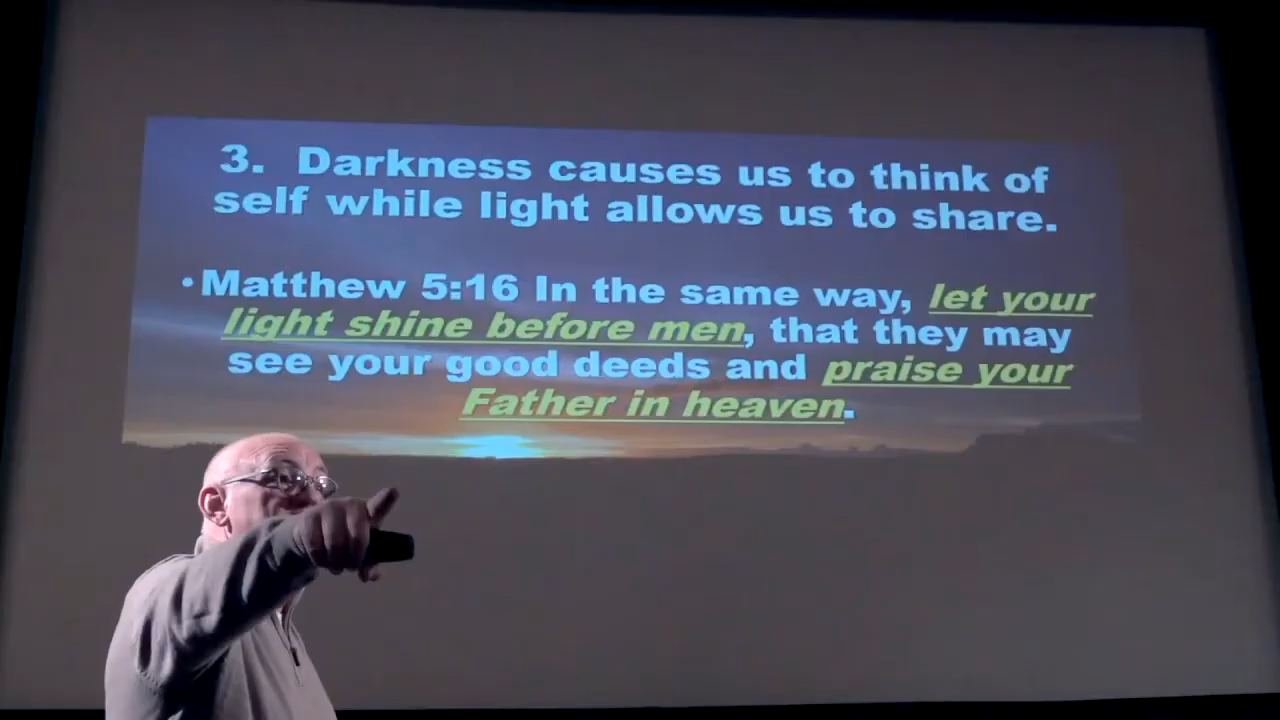 3. Darkness causes us to think of
self while light allows us to share.
• Matthew 5:16 In the same way, let your
light shine before men, that they may
see your good deeds and praise your
Father in heaven.